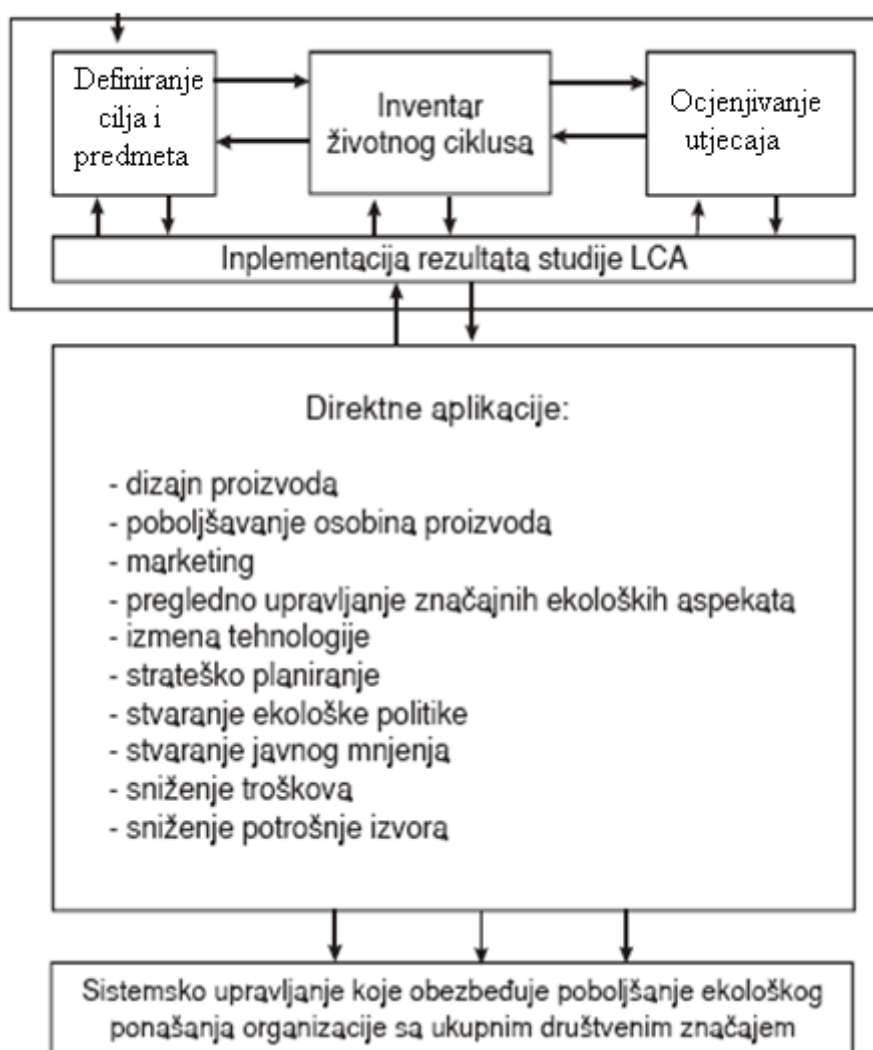 Definiranje
cilja i
predmeta
Inventar
životnog ciklusa
Ocjenjivanje
utjecaja
Inplementacija rezultata studije LCA
Direktne aplikacije:
- dizajn proizvoda
- poboljšavanje osobina proizvoda
- marketing
- pregledno upravljanje značajnih ekoloških aspekata
- izmena tehnologije
- strateško planiranje
- stvaranje ekološke politike
- stvaranje javnog mnjenja
- sniženje troškova
- sniženje potrošnje izvora
Sistemsko upravljanje koje obezbeđuje poboljšanje ekološkog
ponašanja organizacije sa ukupnim društvenim značajem